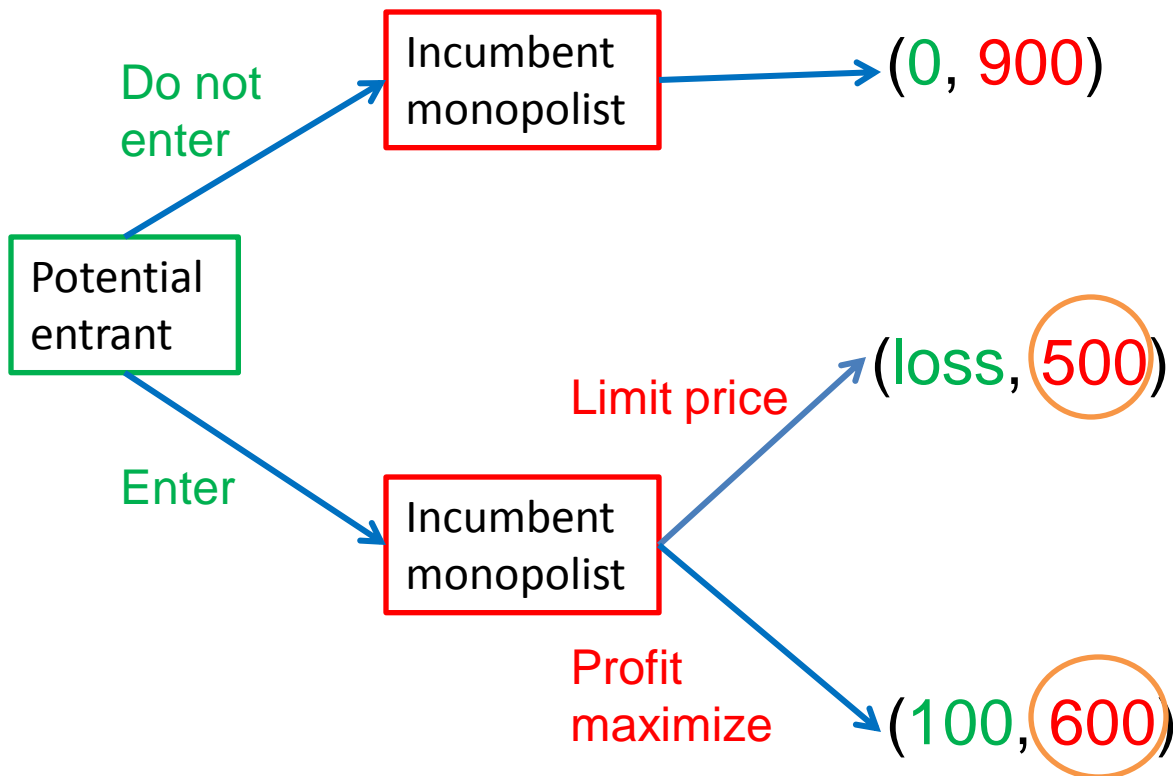 Do not
enter
Incumbent
monopolist
(0, 900)
Potential
entrant
Enter
Incumbent
monopolist
Limit price
(loss, 500)
Profit
maximize
(100, 600)